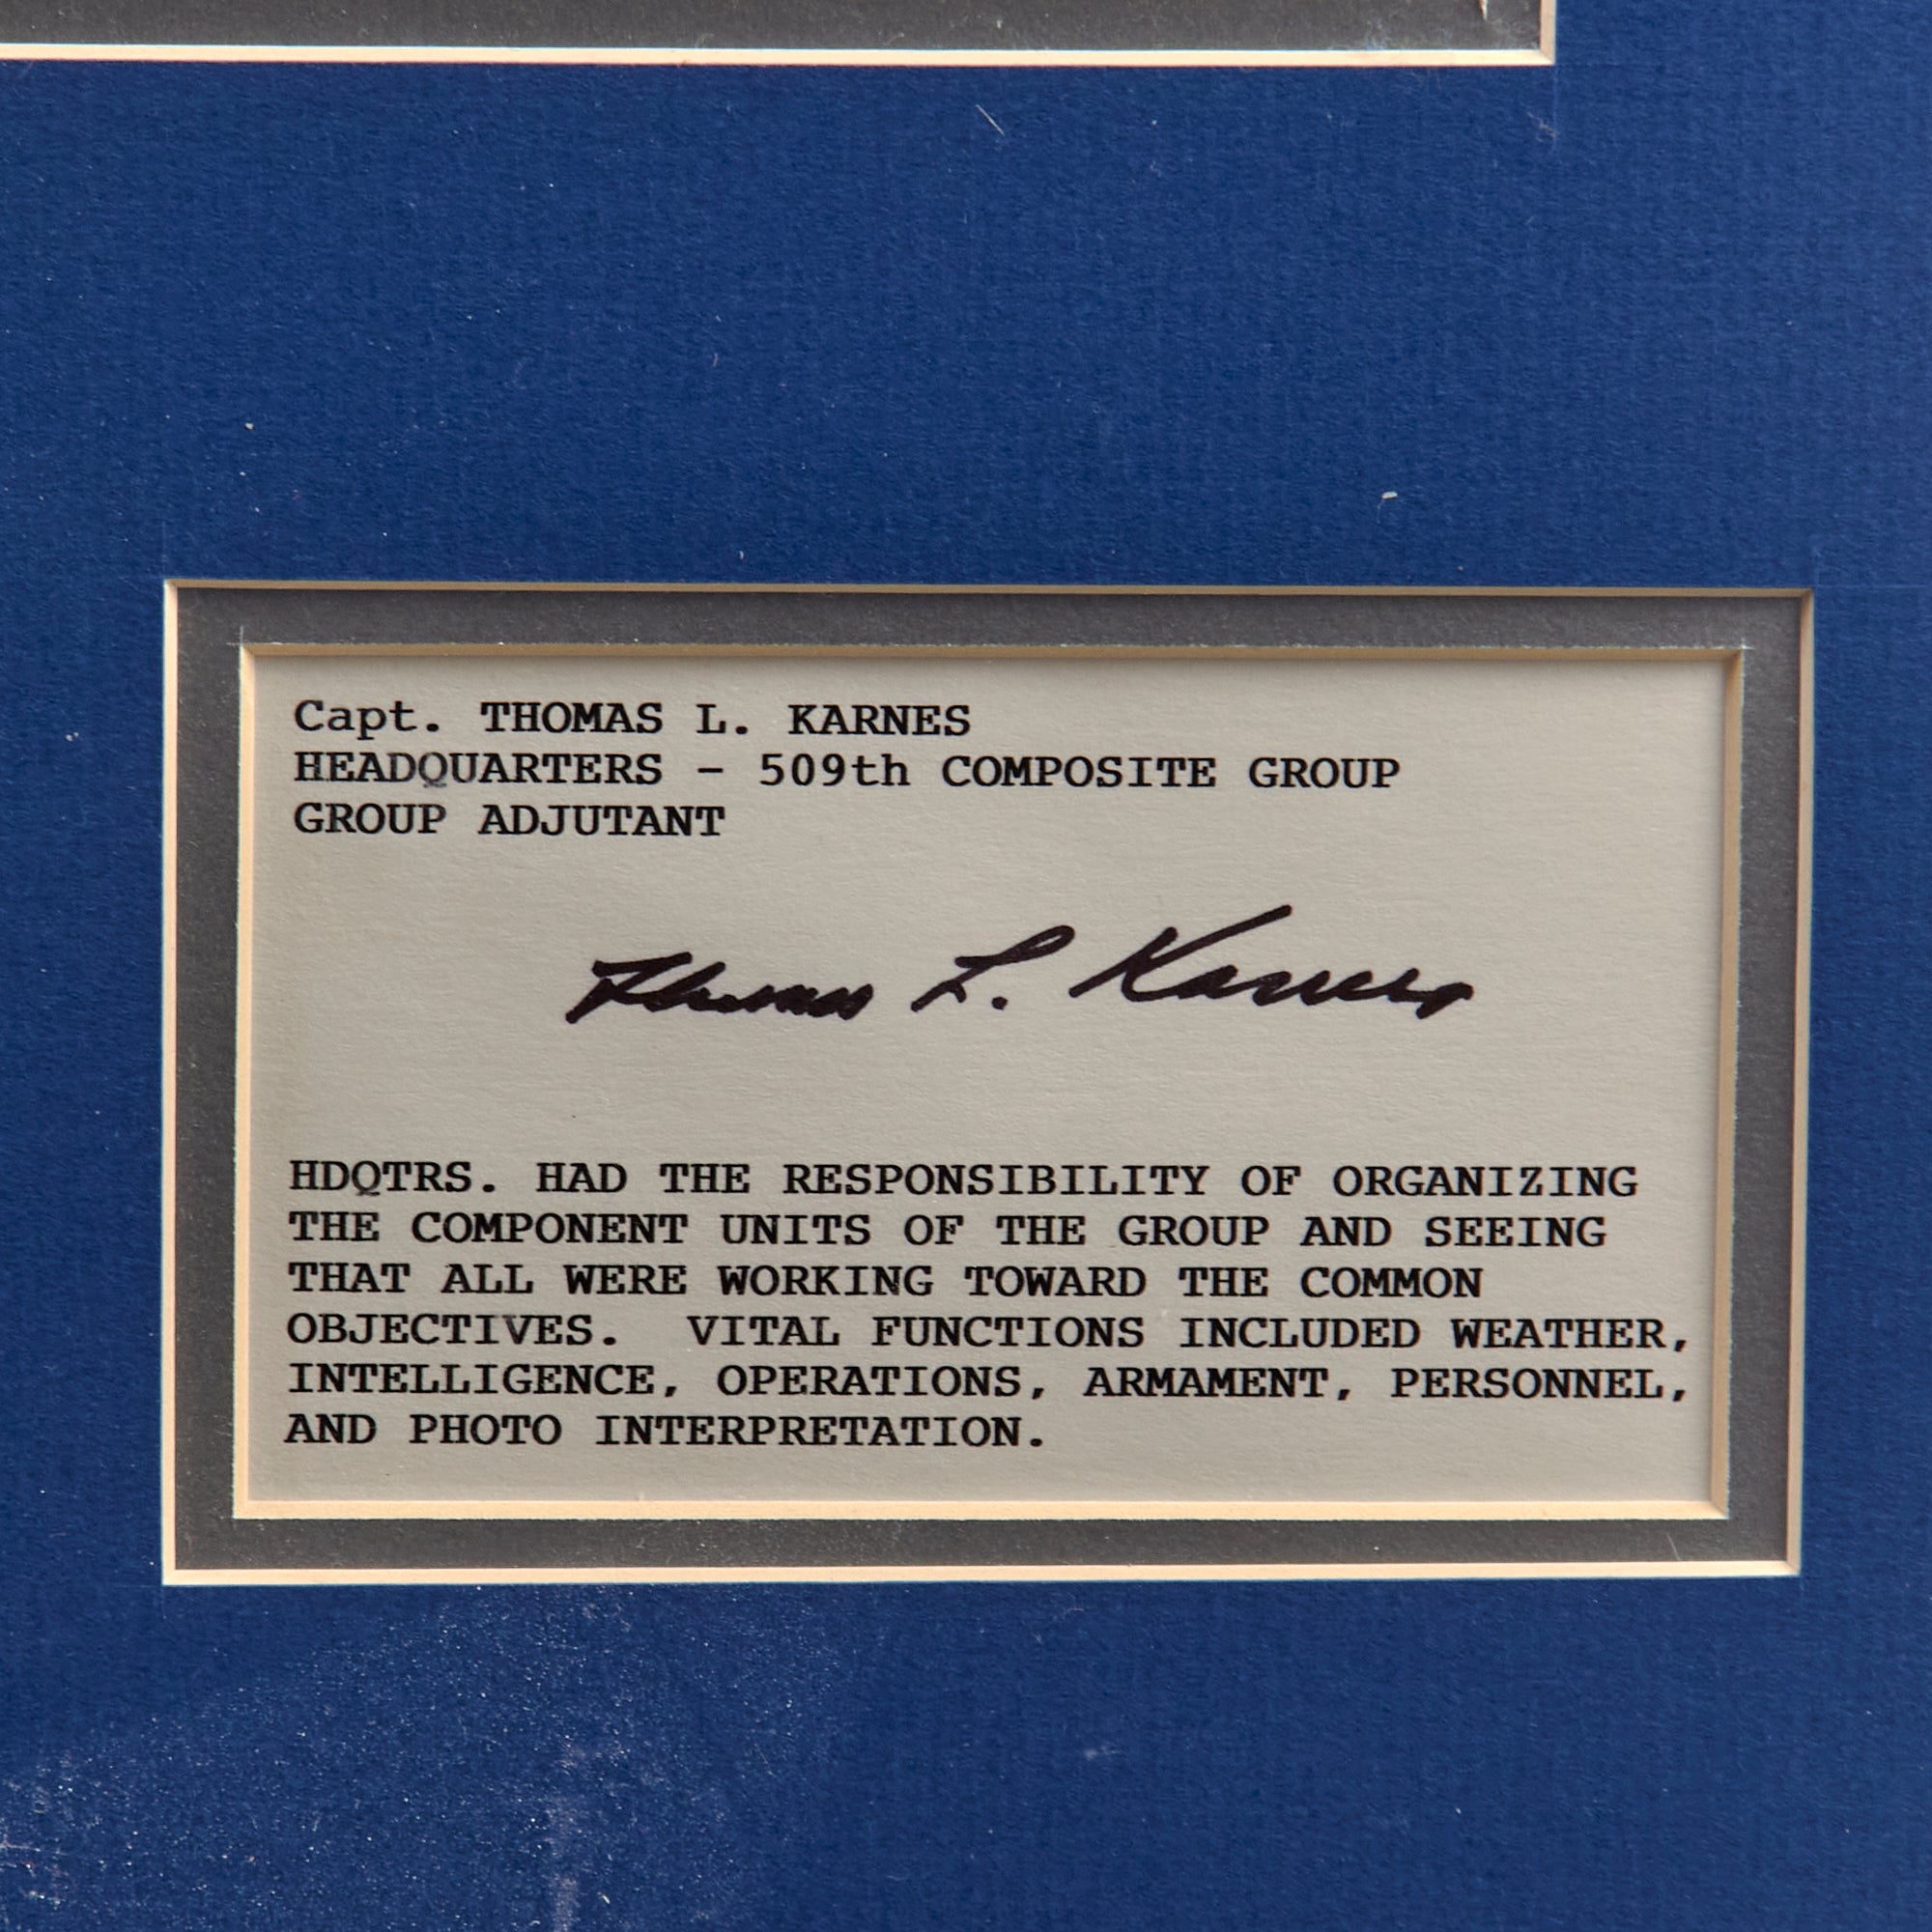 Capt. THOMAS L. KARNES
HEADQUARTERS - 509th COMPOSITE GROUP
GROUP ADJUTANT
Thomas L. Karnes
HDQTRS. HAD THE RESPONSIBILITY OF ORGANIZING
THE COMPONENT UNITS OF THE GROUP AND SEEING
THAT ALL WERE WORKING TOWARD THE COMMON
OBJECTIVES.  VITAL FUNCTIONS INCLUDED WEATHER,
INTELLIGENCE, OPERATIONS, ARMAMENT, PERSONNEL,
AND PHOTO INTERPRETATION.